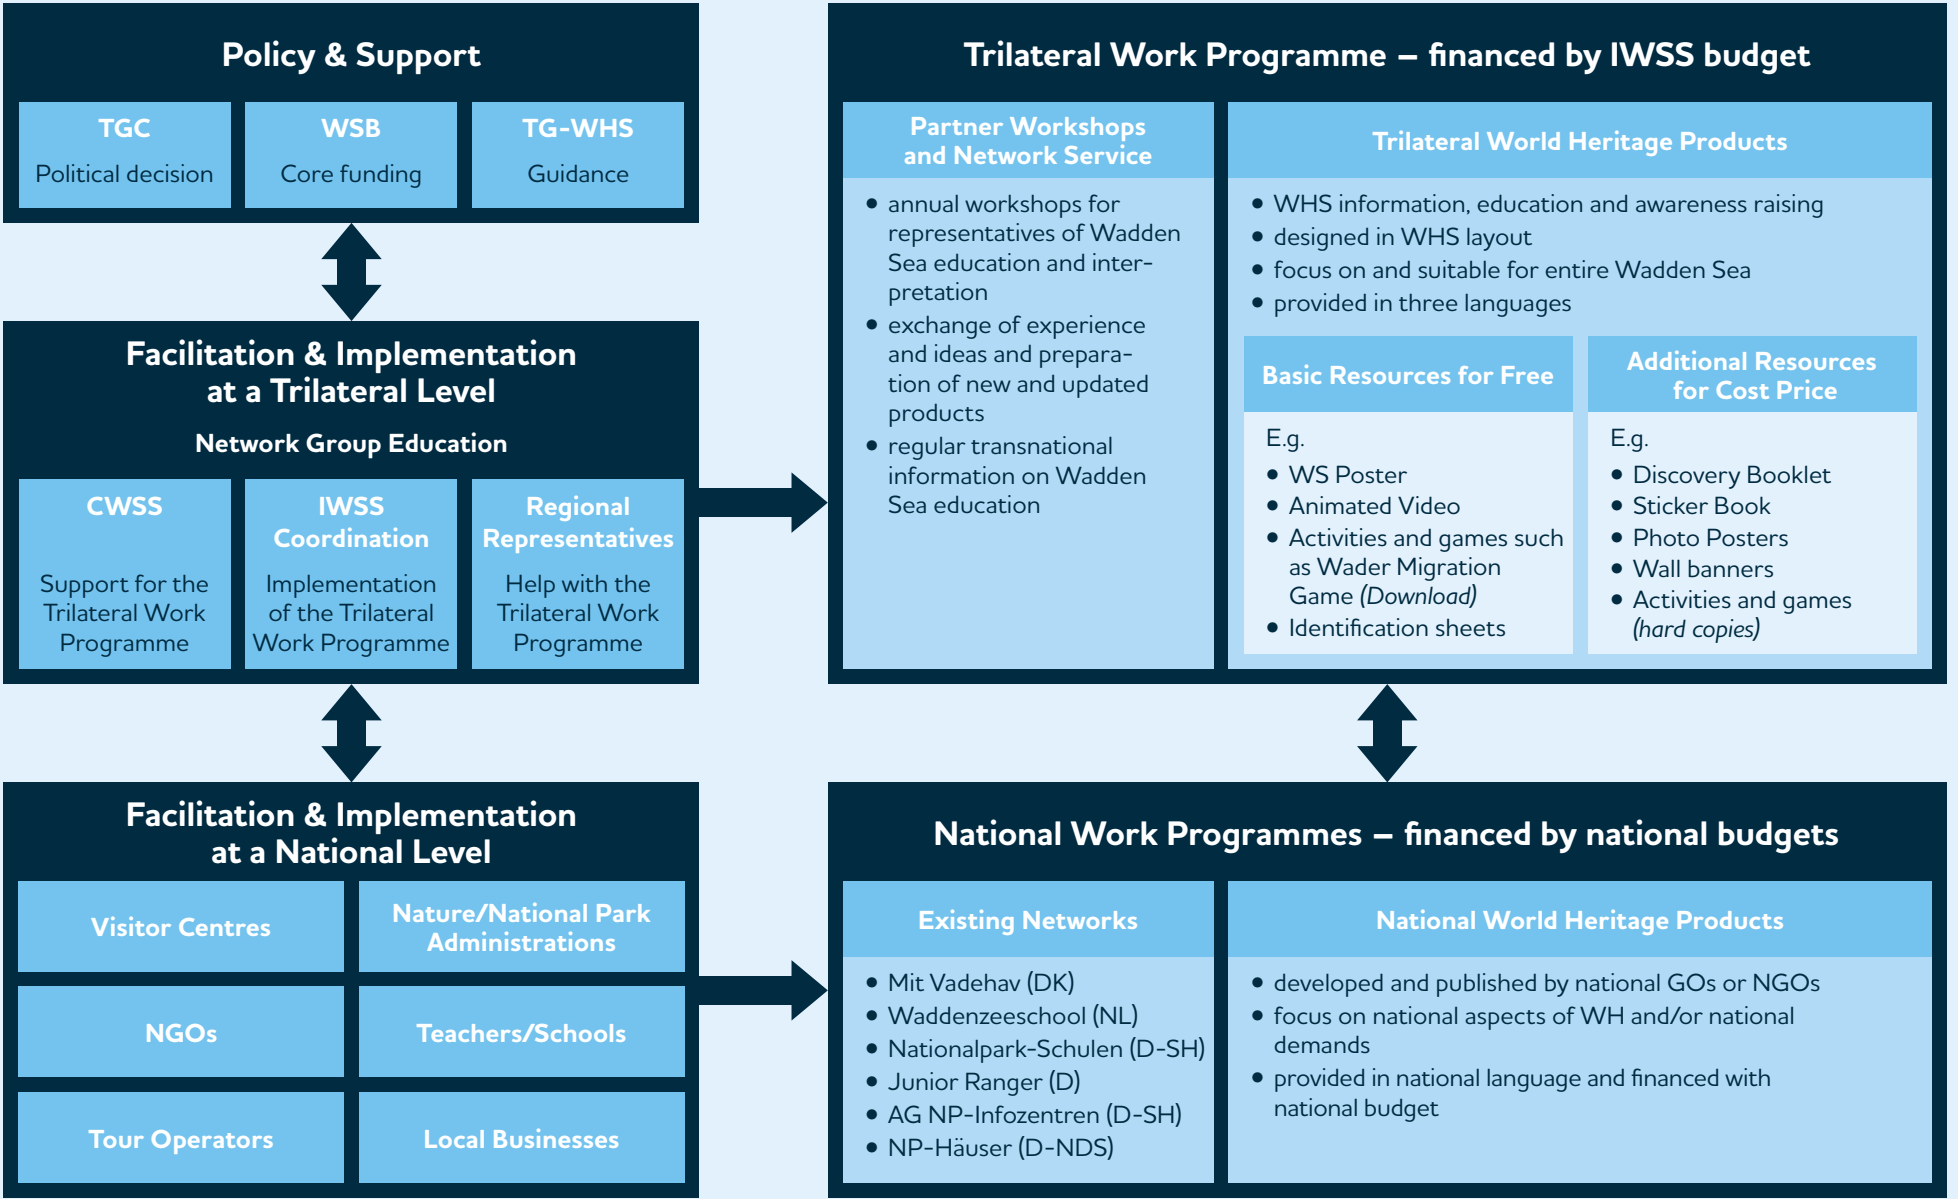 Policy & Support
TGC
Political decision
WSB
Core funding
TG-WHS
Guidance
Facilitation & Implementation
at a Trilateral Level
Network Group Education
CWSS
Support for the
Trilateral Work
Programme
IWSS
Coordination
Implementation
of the Trilateral
Work Programme
Regional
Representatives
Help with the
Trilateral Work
Programme
Facilitation & Implementation
at a National Level
Visitor Centres
Nature/National Park
Administrations
NGOs
Teachers/Schools
Tour Operators
Local Businesses
Trilateral Work Programme – financed by IWSS budget
Partner Workshops
and Network Service
• annual workshops for
representatives of Wadden
Sea education and inter-
pretation
• exchange of experience
and ideas and prepara-
tion of new and updated
products
• regular transnational
information on Wadden
Sea education
Trilateral World Heritage Products
• WHS information, education and awareness raising
• designed in WHS layout
• focus on and suitable for entire Wadden Sea
• provided in three languages
Basic Resources for Free
E.g.
• WS Poster
• Animated Video
• Activities and games such
as Wader Migration
Game (Download)
• Identification sheets
Additional Resources
for Cost Price
E.g.
• Discovery Booklet
• Sticker Book
• Photo Posters
• Wall banners
• Activities and games
(hard copies)
National Work Programmes – financed by national budgets
Existing Networks
• Mit Vadehav (DK)
• Waddenzeeschool (NL)
• Nationalpark-Schulen (D-SH)
• Junior Ranger (D)
• AG NP-Infozentren (D-SH)
• NP-Häuser (D-NDS)
National World Heritage Products
• developed and published by national GOs or NGOs
• focus on national aspects of WH and/or national
demands
• provided in national language and financed with
national budget